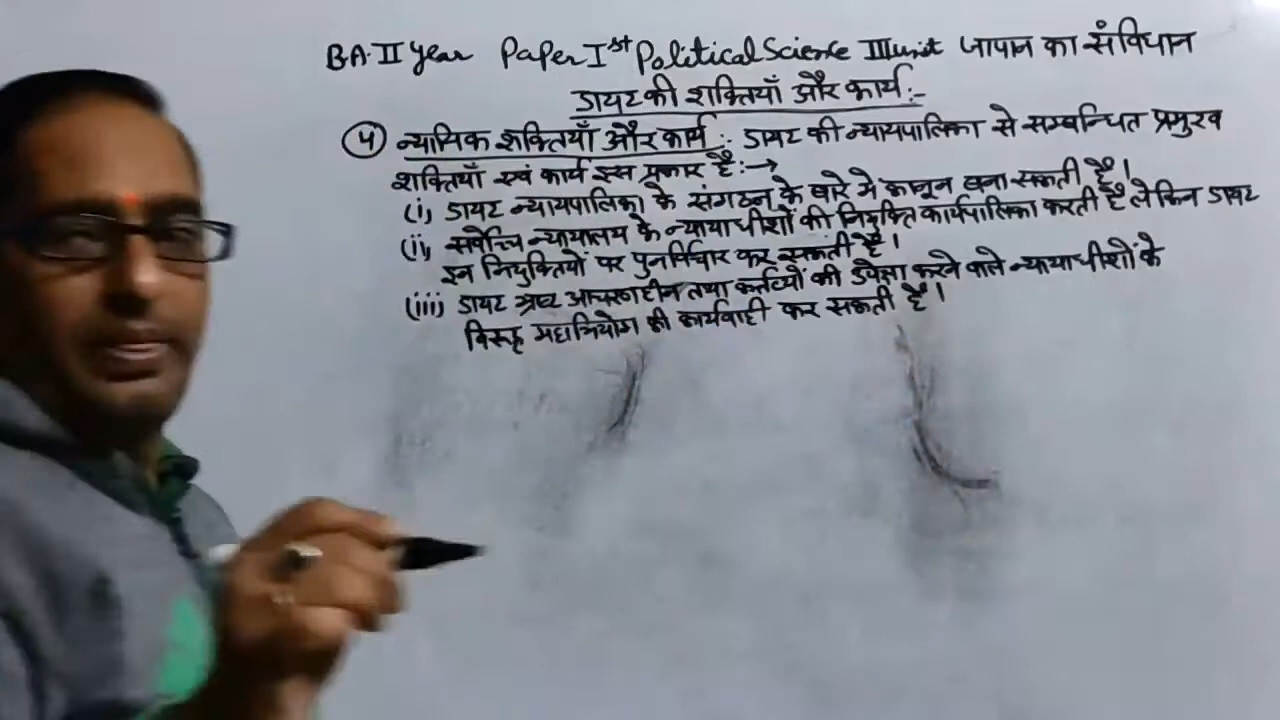 B.A. II Year Paper Ist Political Science III unit जापान का संविधान
डायट की शक्तियाँ और कार्य :-
(4) न्यायिक शक्तियाँ और कार्य :- डायट की न्यायपालिका से सम्बन्धित प्रमुख
शक्तियाँ एवं कार्य इस प्रकार है :- →
(i) डायट न्यायपालिका के संगठन के बारे में कानून बना सकती है।
(ii) सर्वोच्च न्यायालय के न्यायाधीशों की नियुक्ति कार्यपालिका करती है लेकिन डायट
इन नियुक्तियों पर पुनर्विचार कर सकती है।
(iii) डायट भ्रष्ट आचरणहीन तथा कर्तव्यों की उपेक्षा करने वाले न्यायाधीशों के
विरूद्ध महाभियोग की कार्यवाही कर सकती है।